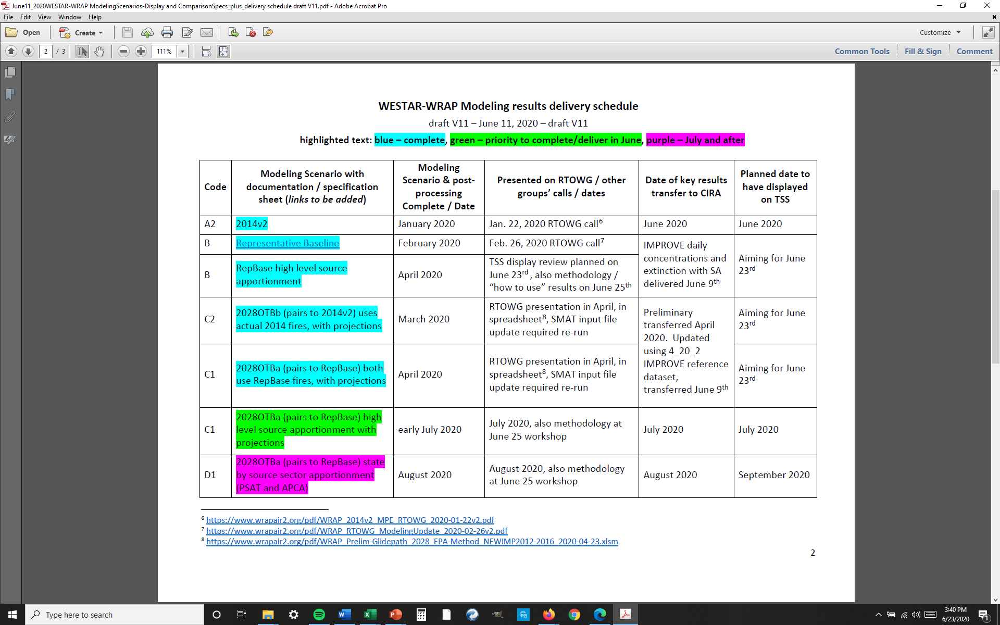 June11_2020WESTAR-WRAP ModelingScenarios-Display and ComparisonSpecs_plus_delivery schedule draft V11.pdf - Adobe Acrobat Pro
File Edit View Window Help
Open Create Customize
2 / 3 111% Common Tools Fill & Sign Comment
WESTAR-WRAP Modeling results delivery schedule
draft V11 – June 11, 2020 – draft V11
highlighted text: blue – complete, green – priority to complete/deliver in June, purple – July and after
Code
Modeling Scenario with
documentation / specification
sheet (links to be added)
Modeling
Scenario & post-
processing
Complete / Date
Presented on RTOWG / other
groups' calls / dates
Date of key results
transfer to CIRA
Planned date to
have displayed
on TSS
A2
2014v2
January 2020
Jan. 22, 2020 RTOWG call6
June 2020
June 2020
B
Representative Baseline
February 2020
Feb. 26, 2020 RTOWG call7
IMPROVE daily
concentrations and
extinction with SA
delivered June 9th
Aiming for June
23rd
B
RepBase high level source
apportionment
April 2020
TSS display review planned on
June 23rd , also methodology /
“how to use” results on June 25th
C2
2028OTBb (pairs to 2014v2) uses
actual 2014 fires, with projections
March 2020
RTOWG presentation in April, in
spreadsheet8, SMAT input file
update required re-run
Preliminary
transferred April
2020.  Updated
using 4_20_2
IMPROVE reference
dataset,
transferred June 9th
Aiming for June
23rd
C1
2028OTBa (pairs to RepBase) both
use RepBase fires, with projections
April 2020
RTOWG presentation in April, in
spreadsheet8, SMAT input file
update required re-run
Aiming for June
23rd
C1
2028OTBa (pairs to RepBase) high
level source apportionment with
projections
early July 2020
July 2020, also methodology at
June 25 workshop
July 2020
July 2020
D1
2028OTBa (pairs to RepBase) state
by source sector apportionment
(PSAT and APCA)
August 2020
August 2020, also methodology
at June 25 workshop
August 2020
September 2020
6 https://www.wrapair2.org/pdf/WRAP_2014v2_MPE_RTOWG_2020-01-22v2.pdf
7 https://www.wrapair2.org/pdf/WRAP_RTOWG_ModelingUpdate_2020-02-26v2.pdf
8 https://www.wrapair2.org/pdf/WRAP_Prelim-Glidepath_2028_EPA-Method_NEWIMP2012-2016_2020-04-23.xlsm
2
Type here to search
3:40 PM
6/23/2020
1